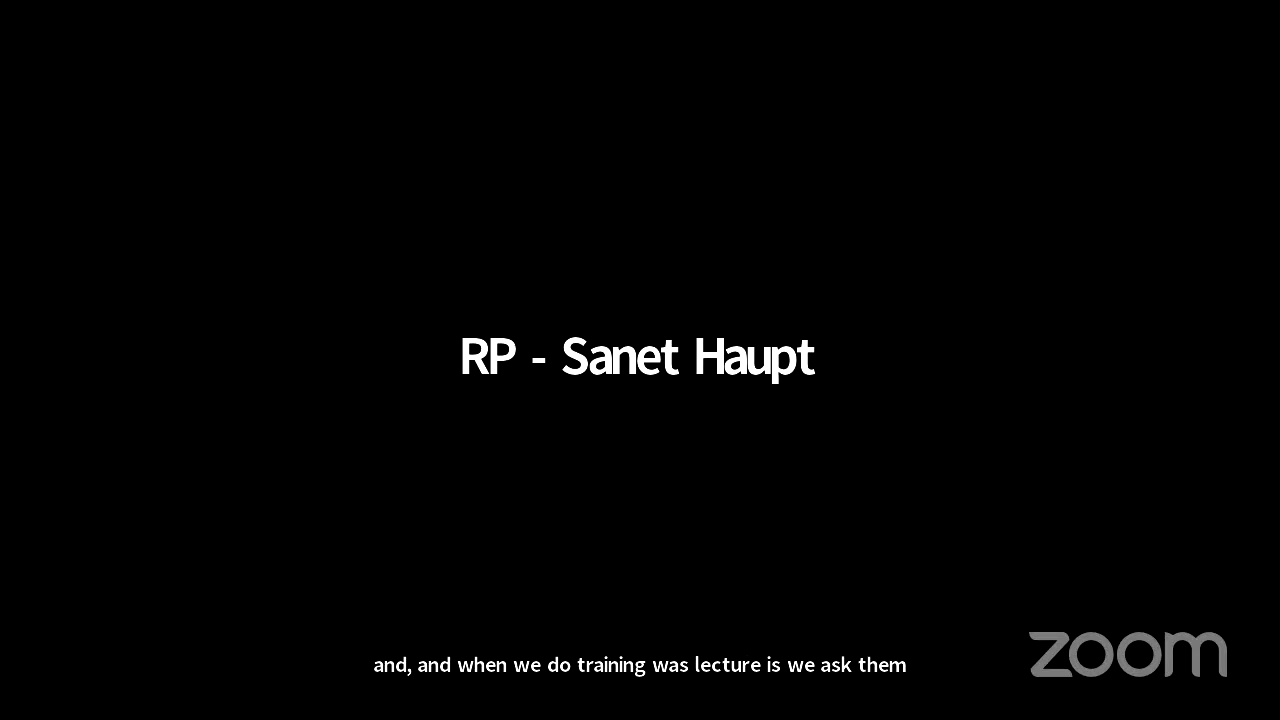 RP - Sanet Haupt
and, and when we do training was lecture is we ask them
zoom